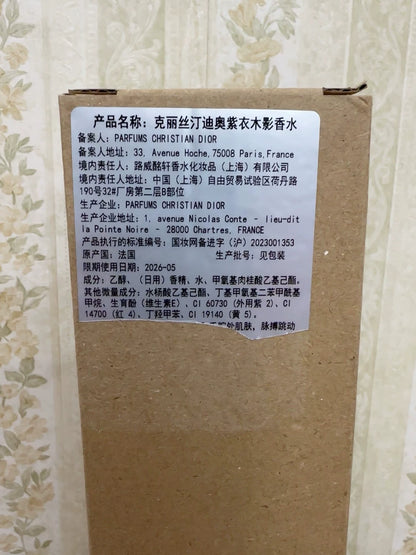 产品名称：克丽丝汀迪奥紫衣木影香水
备案人：PARFUMS CHRISTIAN DIOR
备案人地址：33, Avenue Hoche,75008 Paris,France
境内责任人：路威酩轩香水化妆品（上海）有限公司
境内责任人地址：中国（上海）自由贸易试验区荷丹路
190号32#厂房第二层B部位
生产企业：PARFUMS CHRISTIAN DIOR
生产企业地址：1, avenue Nicolas Conte – lieu-dit
la Pointe Noire – 28000 Chartres, FRANCE
产品执行的标准编号：国妆网备进字（沪）2023001353
原产国：法国 生产批号：见包装
限期使用日期：2026-05
成分：乙醇、（日用）香精、水、甲氧基肉桂酸乙基己酯。
其他微量成分：水杨酸乙基己酯、丁基甲氧基二苯甲酰基
甲烷、生育酚（维生素E）、CI 60730（外用紫 2）、CI
14700（红 4）、丁羟甲苯、CI 19140（黄 5）。
肌肤，脉搏跳动